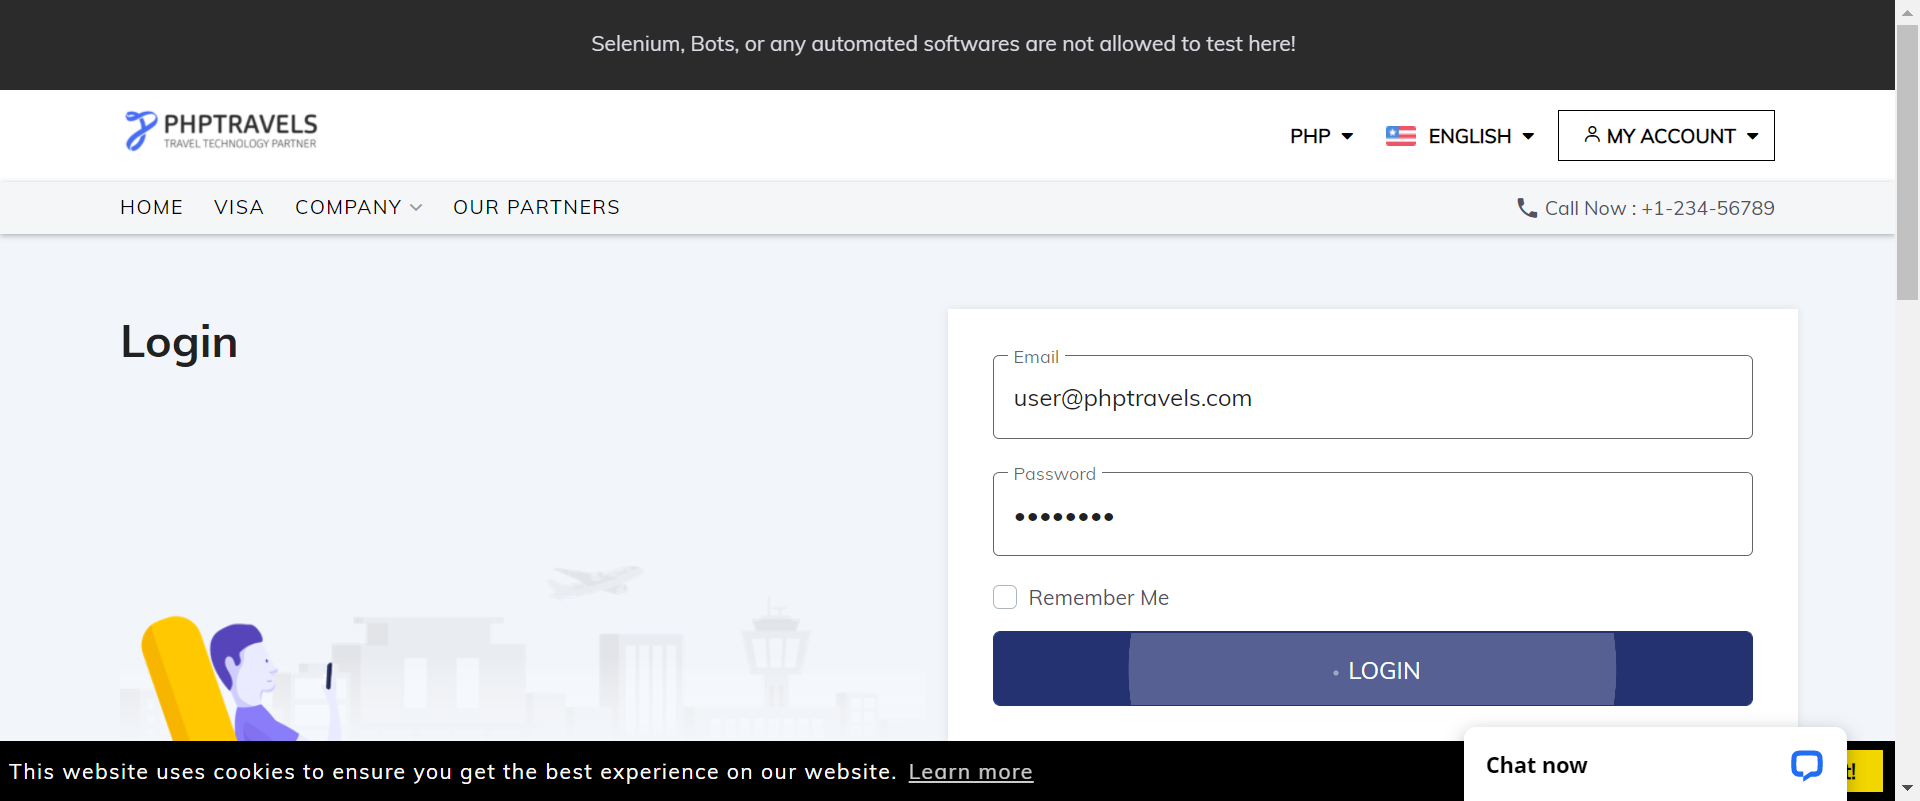 Selenium, Bots, or any automated softwares are not allowed to test here!
PHPTRAVELS
TRAVEL TECHNOLOGY PARTNER
PHP
ENGLISH
MY ACCOUNT
HOME
VISA
COMPANY
OUR PARTNERS
Call Now : +1-234-56789
Login
Email
user@phptravels.com
Password
Remember Me
LOGIN
This website uses cookies to ensure you get the best experience on our website. Learn more
Chat now